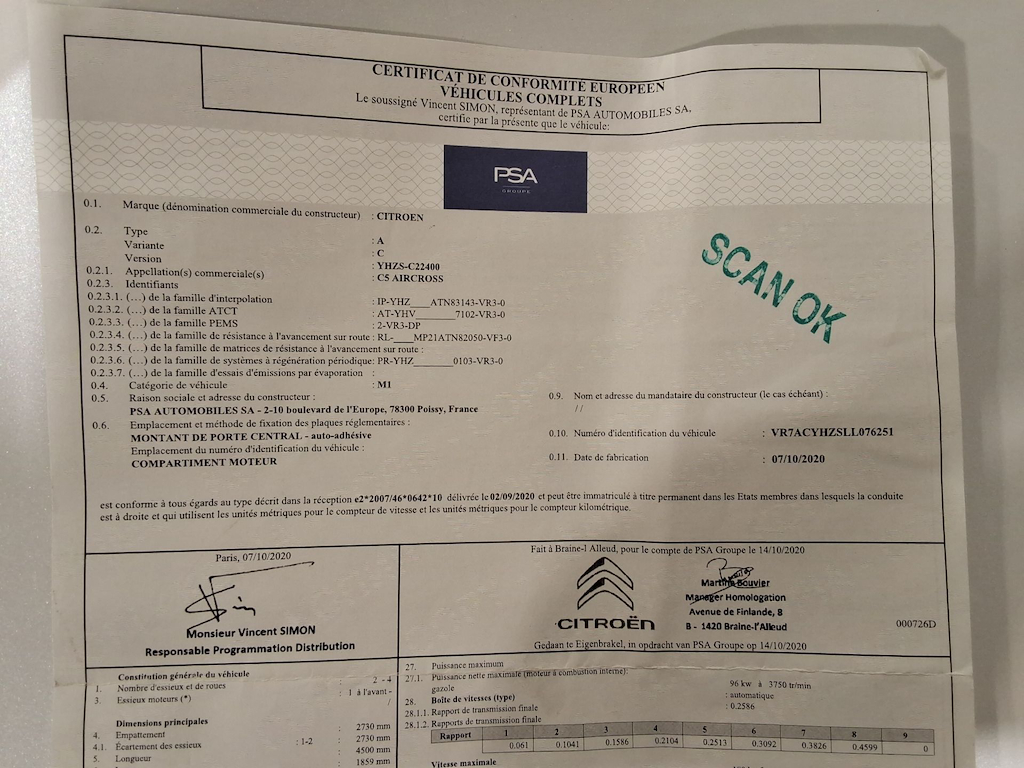 CERTIFICAT DE CONFORMITÉ EUROPEEN
VÉHICULES COMPLETS
Le soussigné Vincent SIMON, représentant de PSA AUTOMOBILES SA,
certifie par la présente que le véhicule:
PSA
GROUPE
0.1. Marque (dénomination commerciale du constructeur) : CITROEN
0.2. Type : A
Variante : C
Version : YHZS-C22400
0.2.1. Appellation(s) commerciale(s) : C5 AIRCROSS
0.2.3. Identifiants
0.2.3.1. (...) de la famille d'interpolation : IP-YHZ____ATN83143-VR3-0
0.2.3.2. (...) de la famille ATCT : AT-YHV________7102-VR3-0
0.2.3.3. (...) de la famille PEMS : 2-VR3-DP
0.2.3.4. (...) de la famille de résistance à l'avancement sur route : RL-____MP21ATN82050-VF3-0
0.2.3.5. (...) de la famille de matrices de résistance à l'avancement sur route :
0.2.3.6. (...) de la famille de systèmes à régénération périodique: PR-YHZ________0103-VR3-0
0.2.3.7. (...) de la famille d'essais d'émissions par évaporation :
0.4. Catégorie de véhicule : M1
0.5. Raison sociale et adresse du constructeur :
PSA AUTOMOBILES SA - 2-10 boulevard de l'Europe, 78300 Poissy, France
0.6. Emplacement et méthode de fixation des plaques réglementaires :
MONTANT DE PORTE CENTRAL - auto-adhésive
Emplacement du numéro d'identification du véhicule :
COMPARTIMENT MOTEUR
SCAN OK
0.9. Nom et adresse du mandataire du constructeur (le cas échéant) :
/ /
0.10. Numéro d'identification du véhicule : VR7ACYHZSLL076251
0.11. Date de fabrication : 07/10/2020
est conforme à tous égards au type décrit dans la réception e2*2007/46*0642*10 délivrée le 02/09/2020 et peut être immatriculé à titre permanent dans les Etats membres dans lesquels la conduite
est à droite et qui utilisent les unités métriques pour le compteur de vitesse et les unités métriques pour le compteur kilométrique.
Paris, 07/10/2020
Monsieur Vincent SIMON
Responsable Programmation Distribution
Fait à Braine-l Alleud, pour le compte de PSA Groupe le 14/10/2020
CITROËN
Martine Bouvier
Manager Homologation
Avenue de Finlande, 8
B - 1420 Braine-l'Alleud
000726D
Gedaan te Eigenbrakel, in opdracht van PSA Groupe op 14/10/2020
Constitution générale du véhicule
1. Nombre d'essieux et de roues : 2 - 4
3. Essieux moteurs (*) : 1 à l'avant -
/
Dimensions principales
4. Empattement : 2730 mm
4.1. Écartement des essieux : 1-2 : 2730 mm
5. Longueur : 4500 mm
: 1859 mm
27. Puissance maximum
27.1. Puissance nette maximale (moteur à combustion interne):
gazole 96 kw à 3750 tr/min
28. Boîte de vitesses (type) : automatique
28.1.1. Rapport de transmission finale : 0.2586
28.1.2. Rapports de transmission finale
Rapport 1 2 3 4 5 6 7 8 9
0.061 0.1041 0.1586 0.2104 0.2513 0.3092 0.3826 0.4599 0
Vitesse maximale